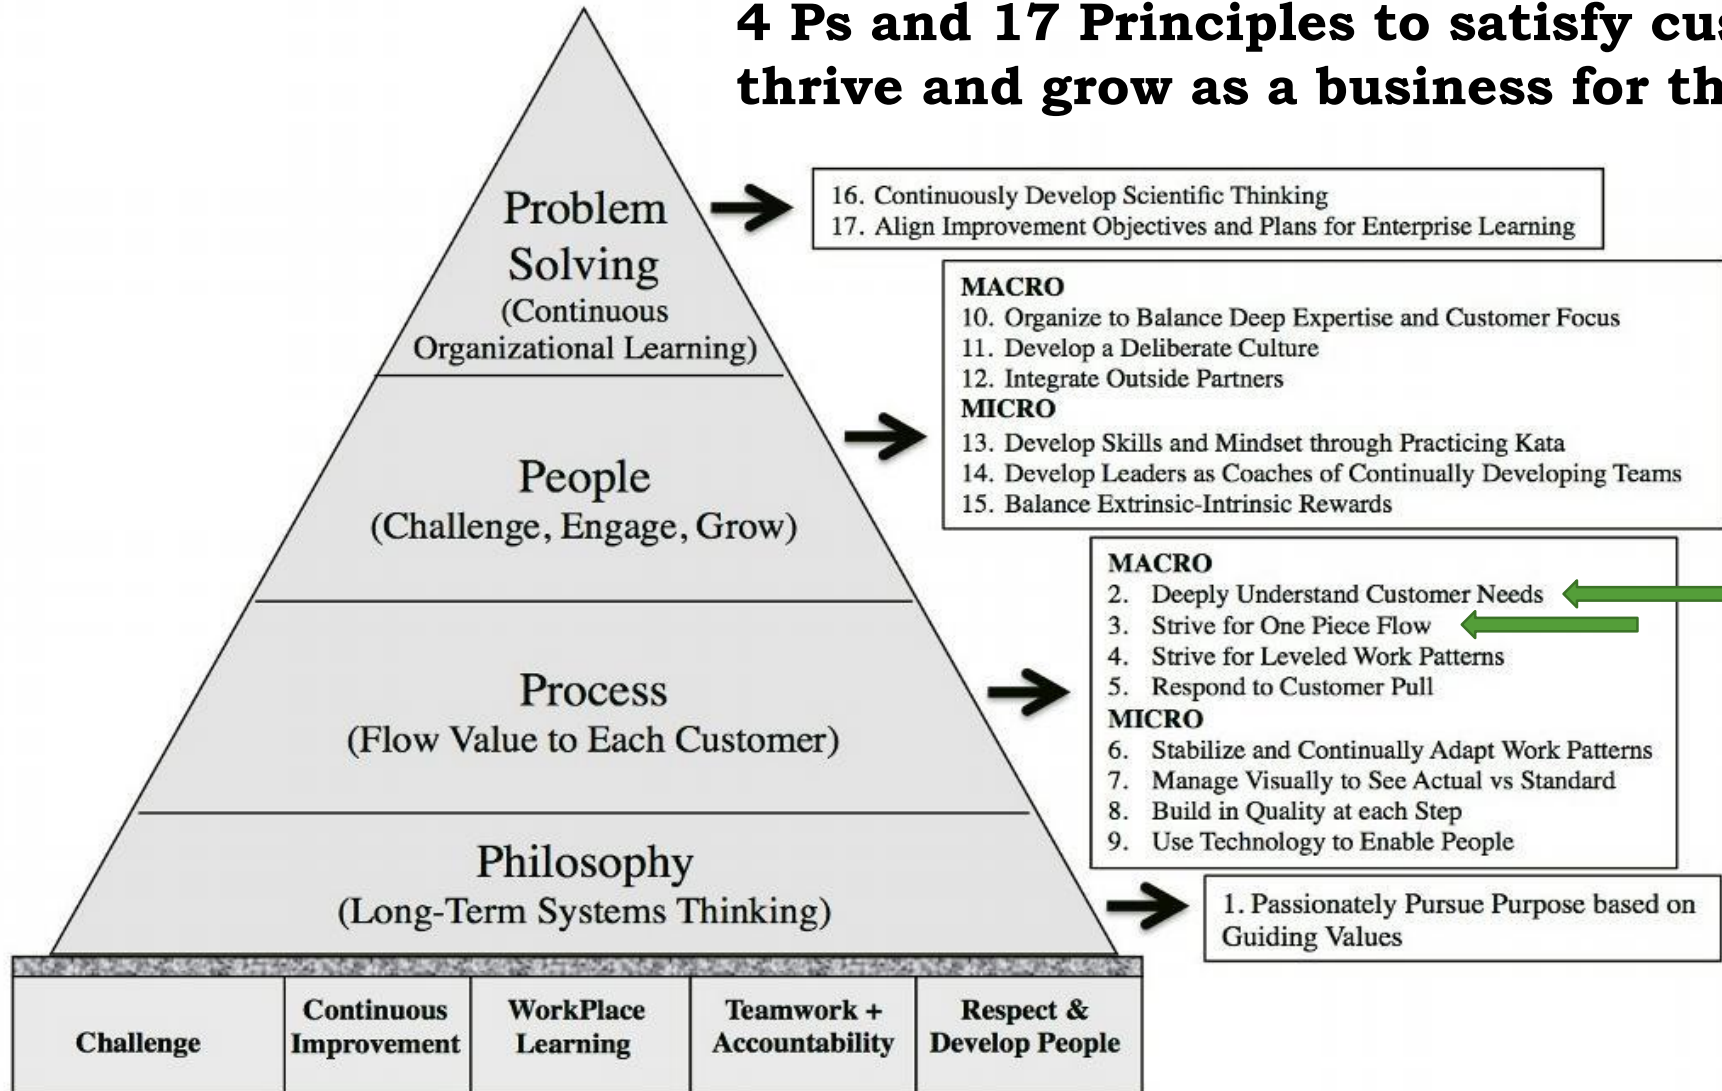 4 Ps and 17 Principles to satisfy
thrive and grow as a business for
Problem
Solving
(Continuous
Organizational Learning)
16. Continuously Develop Scientific Thinking
17. Align Improvement Objectives and Plans for Enterprise Learning
People
(Challenge, Engage, Grow)
MACRO
10. Organize to Balance Deep Expertise and Customer Focus
11. Develop a Deliberate Culture
12. Integrate Outside Partners
MICRO
13. Develop Skills and Mindset through Practicing Kata
14. Develop Leaders as Coaches of Continually Developing Teams
15. Balance Extrinsic-Intrinsic Rewards
Process
(Flow Value to Each Customer)
MACRO
2. Deeply Understand Customer Needs
3. Strive for One Piece Flow
4. Strive for Leveled Work Patterns
5. Respond to Customer Pull
MICRO
6. Stabilize and Continually Adapt Work Patterns
7. Manage Visually to See Actual vs Standard
8. Build in Quality at each Step
9. Use Technology to Enable People
Philosophy
(Long-Term Systems Thinking)
1. Passionately Pursue Purpose based on
Guiding Values
Challenge
Continuous
Improvement
WorkPlace
Learning
Teamwork +
Accountability
Respect &
Develop People